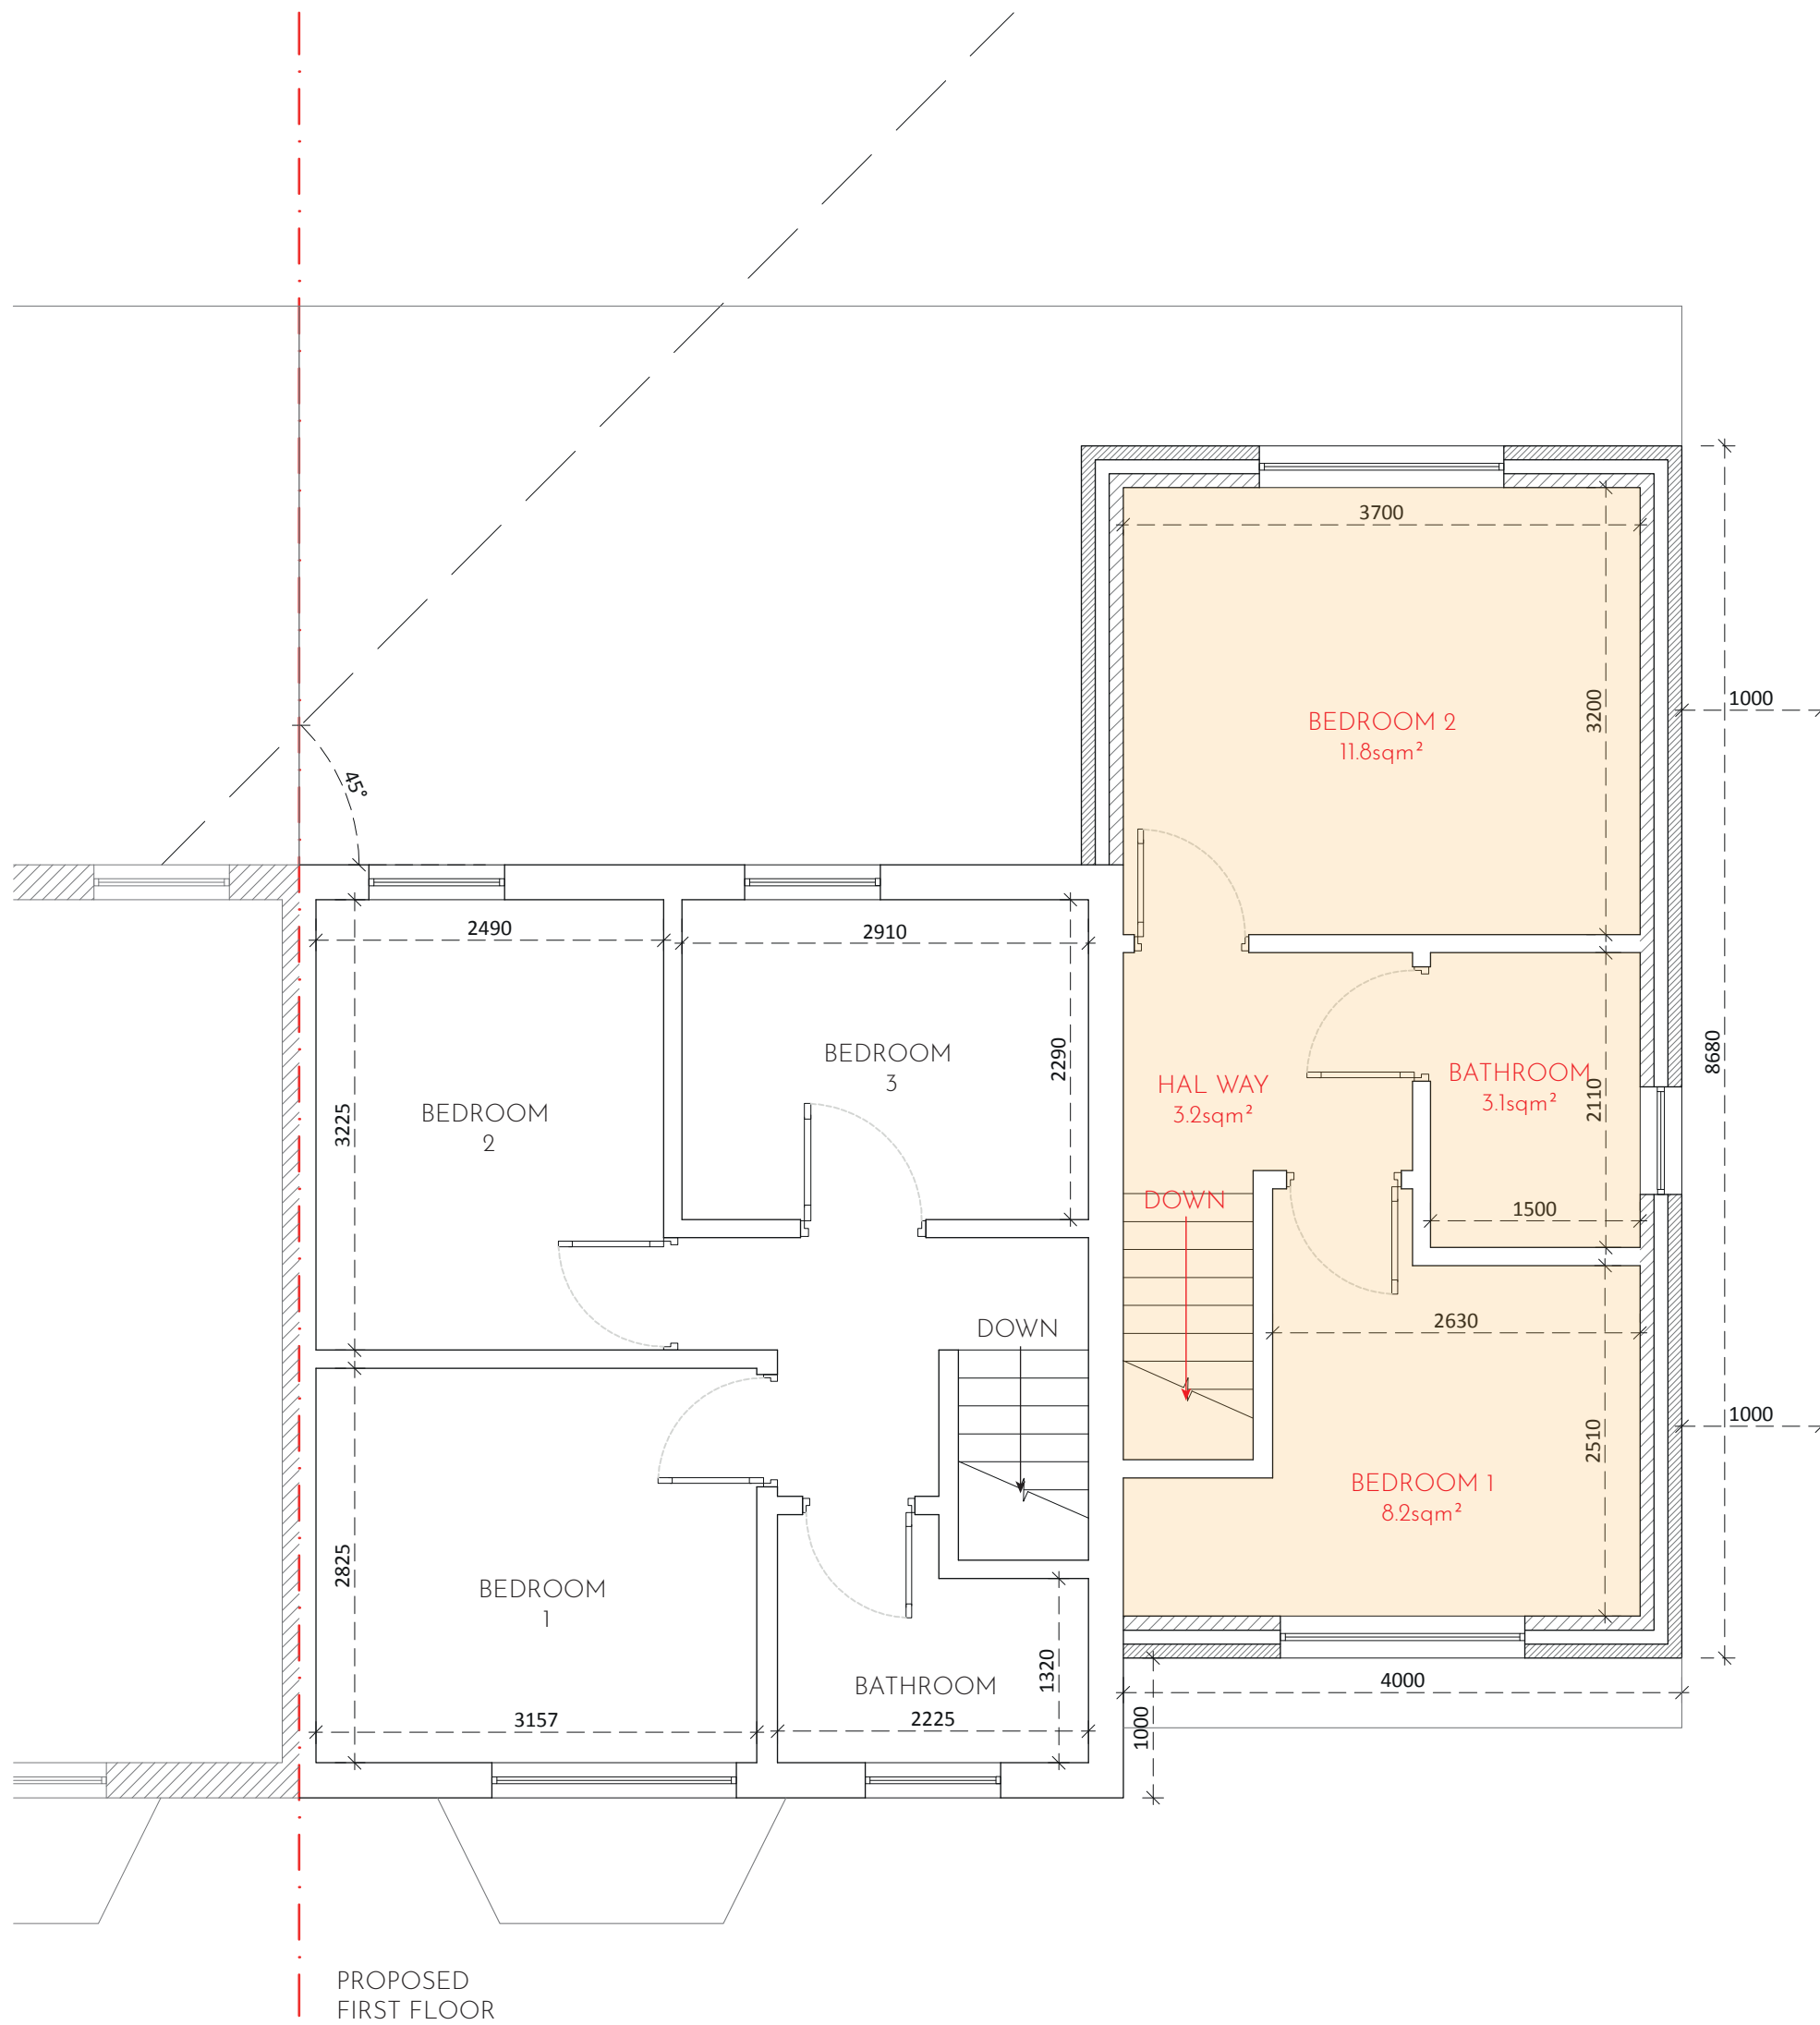 3700
BEDROOM 2
11.8sqm²
3200
1000
45°
2490
2910
BEDROOM
3
2290
BEDROOM
2
3225
HAL WAY
3.2sqm²
BATHROOM
3.1sqm²
2110
8680
DOWN
1500
DOWN
2630
1000
2510
BEDROOM 1
8.2sqm²
2825
BEDROOM
1
BATHROOM
1320
3157
2225
4000
1000
PROPOSED
FIRST FLOOR